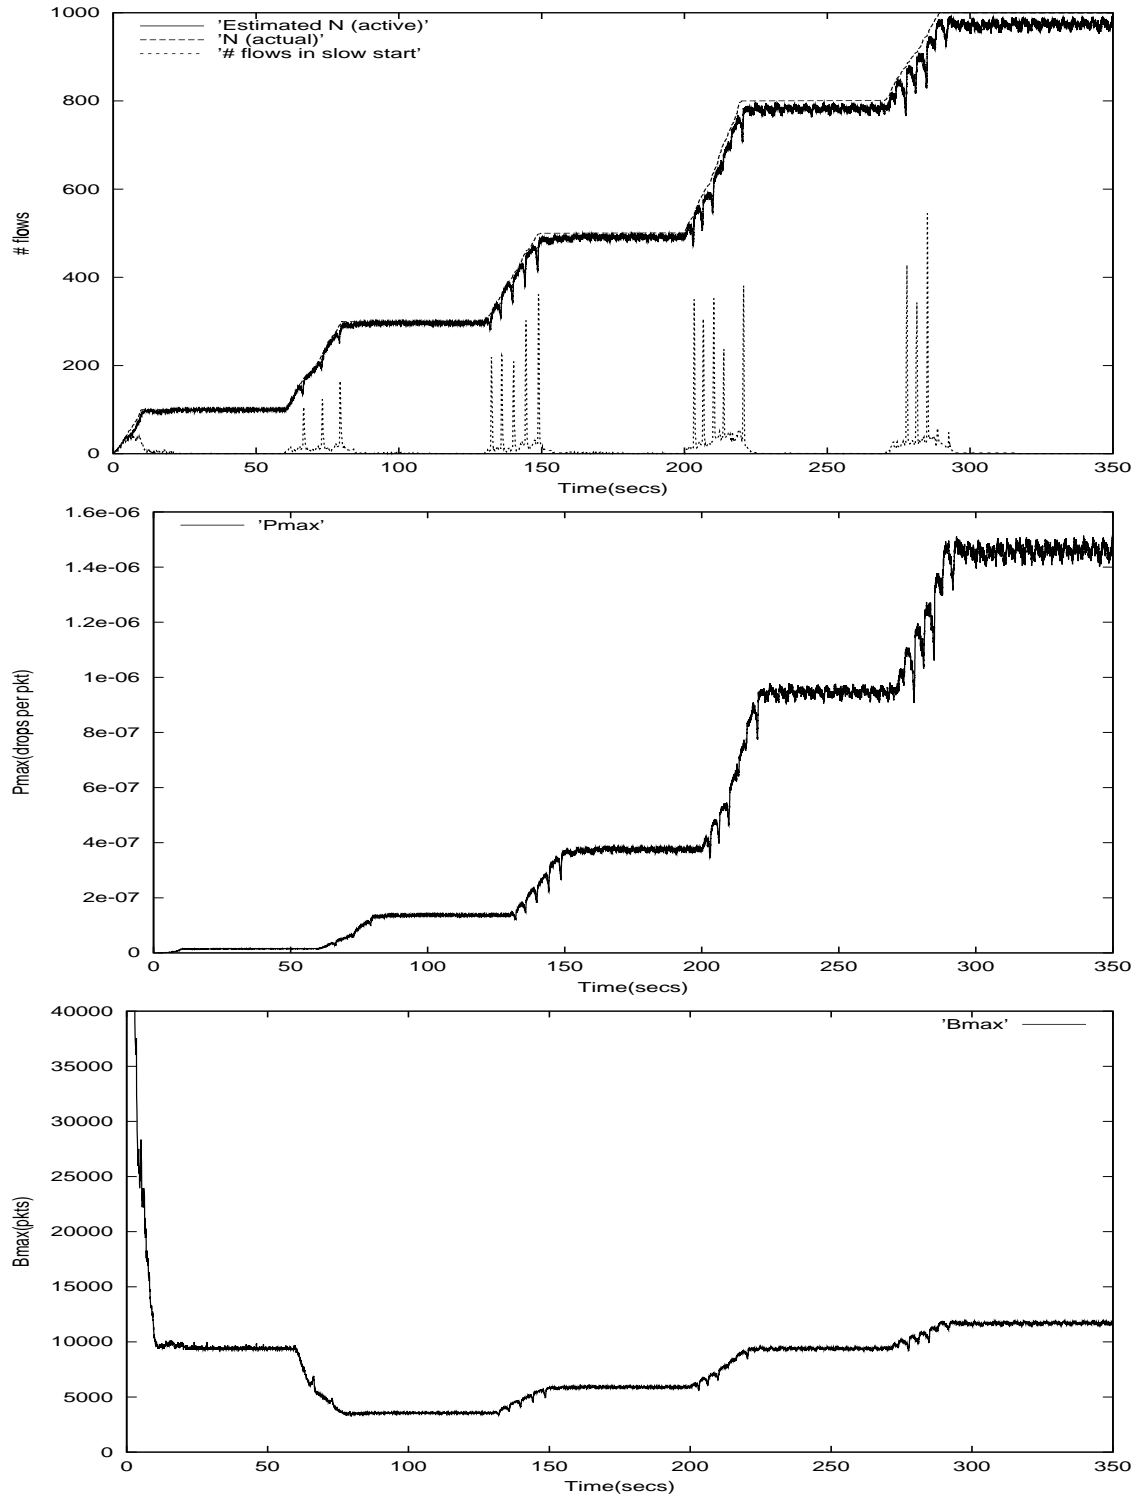 1000
800
600
400
200
0
# flows
'Estimated N (active)'
'N (actual)'
'# flows in slow start'
0 50 100 150 200 250 300 350
Time(secs)
1.6e-06
1.4e-06
1.2e-06
1e-06
8e-07
6e-07
4e-07
2e-07
0
Pmax(drops per pkt)
'Pmax'
0 50 100 150 200 250 300 350
Time(secs)
40000
35000
30000
25000
20000
15000
10000
5000
0
Bmax(pkts)
'Bmax'
0 50 100 150 200 250 300 350
Time(secs)